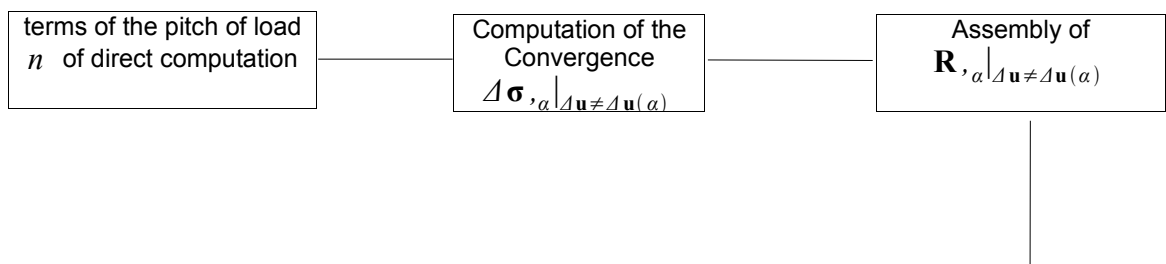 terms of the pitch of load
n of direct computation
Computation of the
Convergence
Δσ,α|Δu≠Δu(α)
Assembly of
R,α|Δu≠Δu(α)